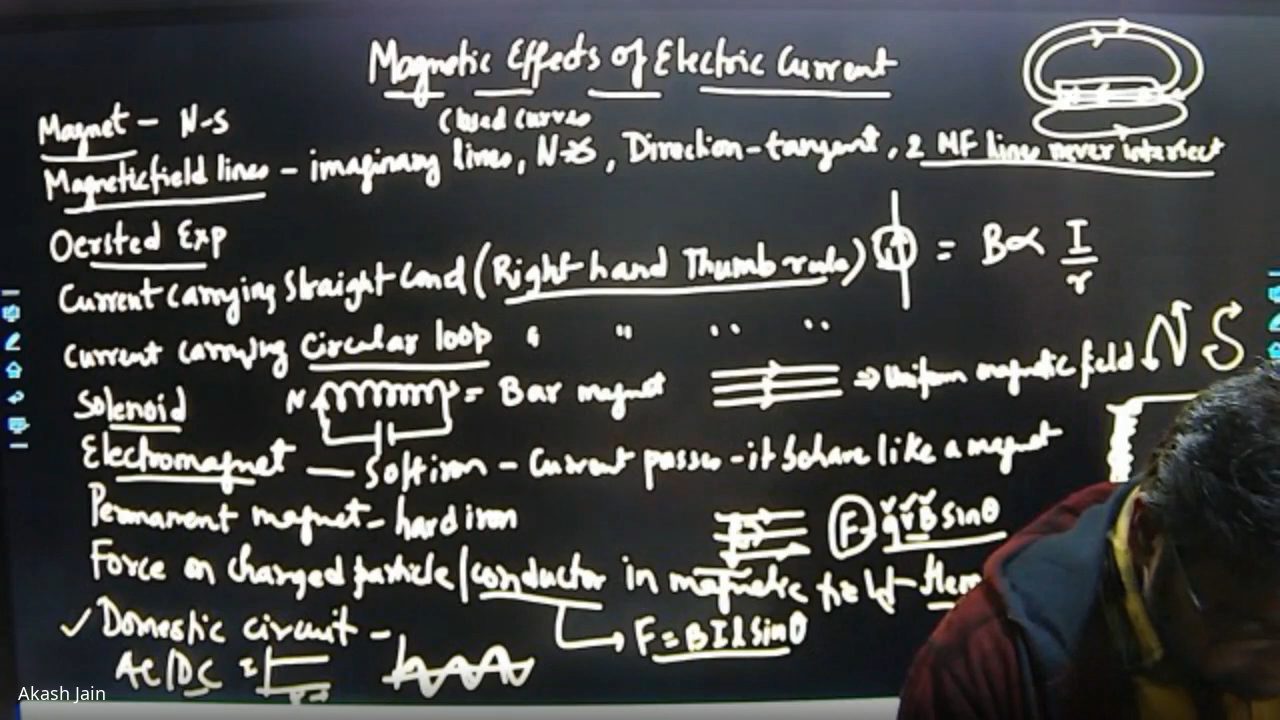 Magnetic Effects of Electric Current
Magnet - N-S
Closed curves
Magnetic field lines - imaginary lines, N→S, Direction-tangent, 2 MF lines never intersect
Oersted Exp
Current carrying Straight Cond (Right hand Thumb rule) = B∝ I/r
Current carrying Circular loop " " " "
Solenoid N S = Bar magnet ⇒ Uniform magnetic field N S
Electromagnet — Soft iron - Current passes - it behave like a magnet
Permanent magnet - hard iron F = qvB sinθ
Force on charged particle/conductor in magnetic field -
F = BIl sinθ
✓ Domestic circuit -
AC/DC =
Akash Jain